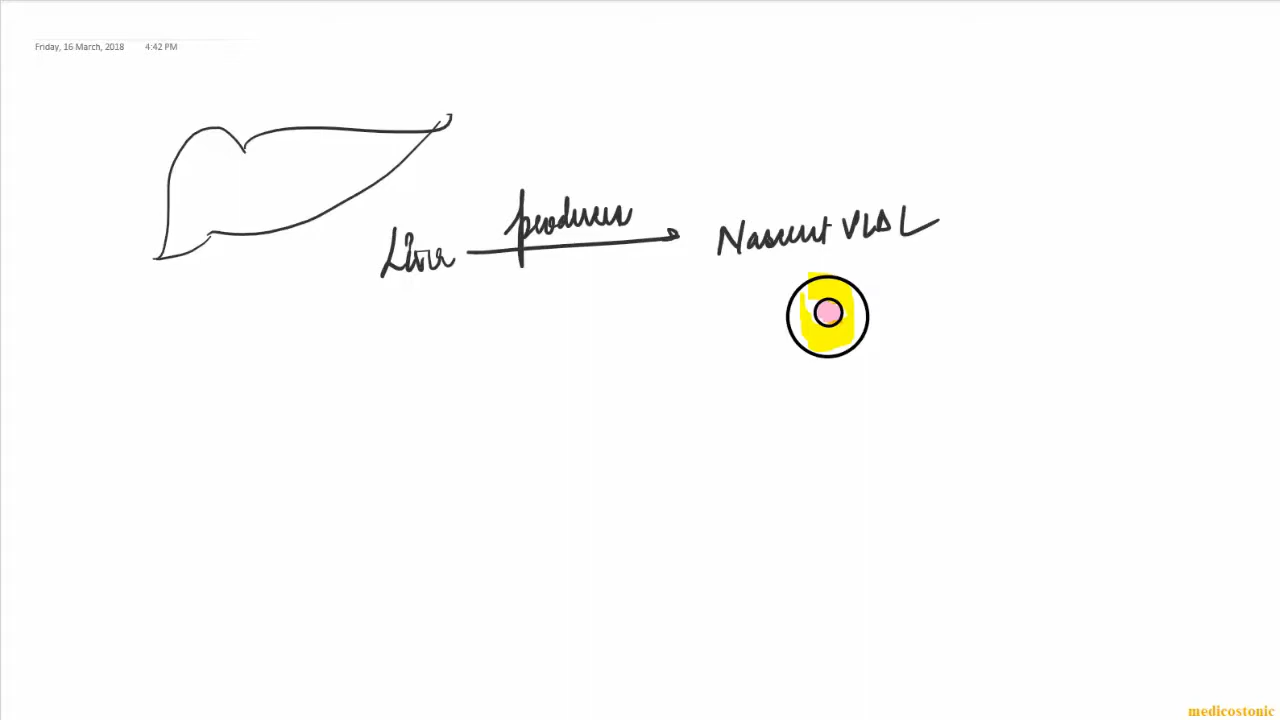 Friday, 16 March, 2018 4:42 PM
produces
Liver
Nascent VLDL
medicostonic